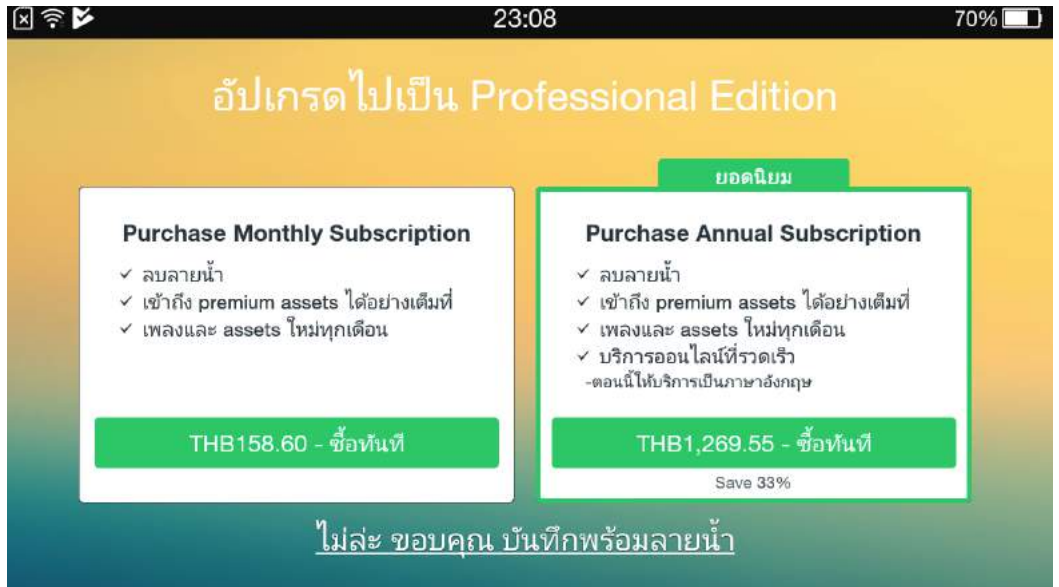 23:08
70%
อัปเกรดไปเป็น Professional Edition
Purchase Monthly Subscription
✓ ลบลายน้ำ
✓ เข้าถึง premium assets ได้อย่างเต็มที่
✓ เพลงและ assets ใหม่ทุกเดือน
THB158.60 - ซื้อทันที
ยอดนิยม
Purchase Annual Subscription
✓ ลบลายน้ำ
✓ เข้าถึง premium assets ได้อย่างเต็มที่
✓ เพลงและ assets ใหม่ทุกเดือน
✓ บริการออนไลน์ที่รวดเร็ว
-ตอนนี้ให้บริการเป็นภาษาอังกฤษ
THB1,269.55 - ซื้อทันที
Save 33%
ไม่ล่ะ ขอบคุณ บันทึกพร้อมลายน้ำ